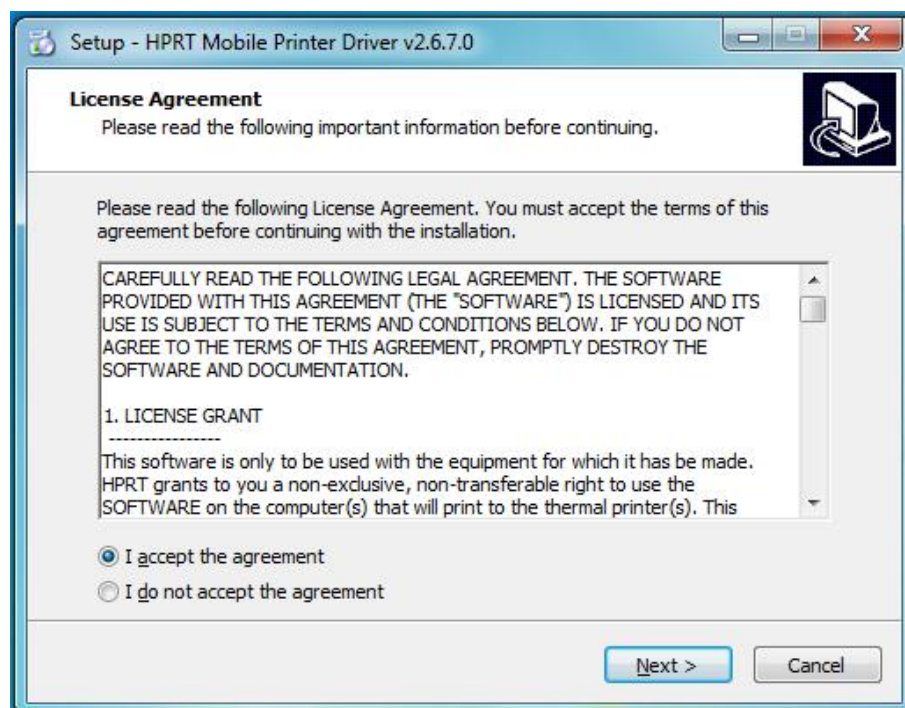 Setup - HPRT Mobile Printer Driver v2.6.7.0
License Agreement
Please read the following important information before continuing.
Please read the following License Agreement. You must accept the terms of this
agreement before continuing with the installation.
CAREFULLY READ THE FOLLOWING LEGAL AGREEMENT. THE SOFTWARE
PROVIDED WITH THIS AGREEMENT (THE "SOFTWARE") IS LICENSED AND ITS
USE IS SUBJECT TO THE TERMS AND CONDITIONS BELOW. IF YOU DO NOT
AGREE TO THE TERMS OF THIS AGREEMENT, PROMPTLY DESTROY THE
SOFTWARE AND DOCUMENTATION.
1. LICENSE GRANT
----------------
This software is only to be used with the equipment for which it has be made.
HPRT grants to you a non-exclusive, non-transferable right to use the
SOFTWARE on the computer(s) that will print to the thermal printer(s). This
I accept the agreement
I do not accept the agreement
Next >
Cancel